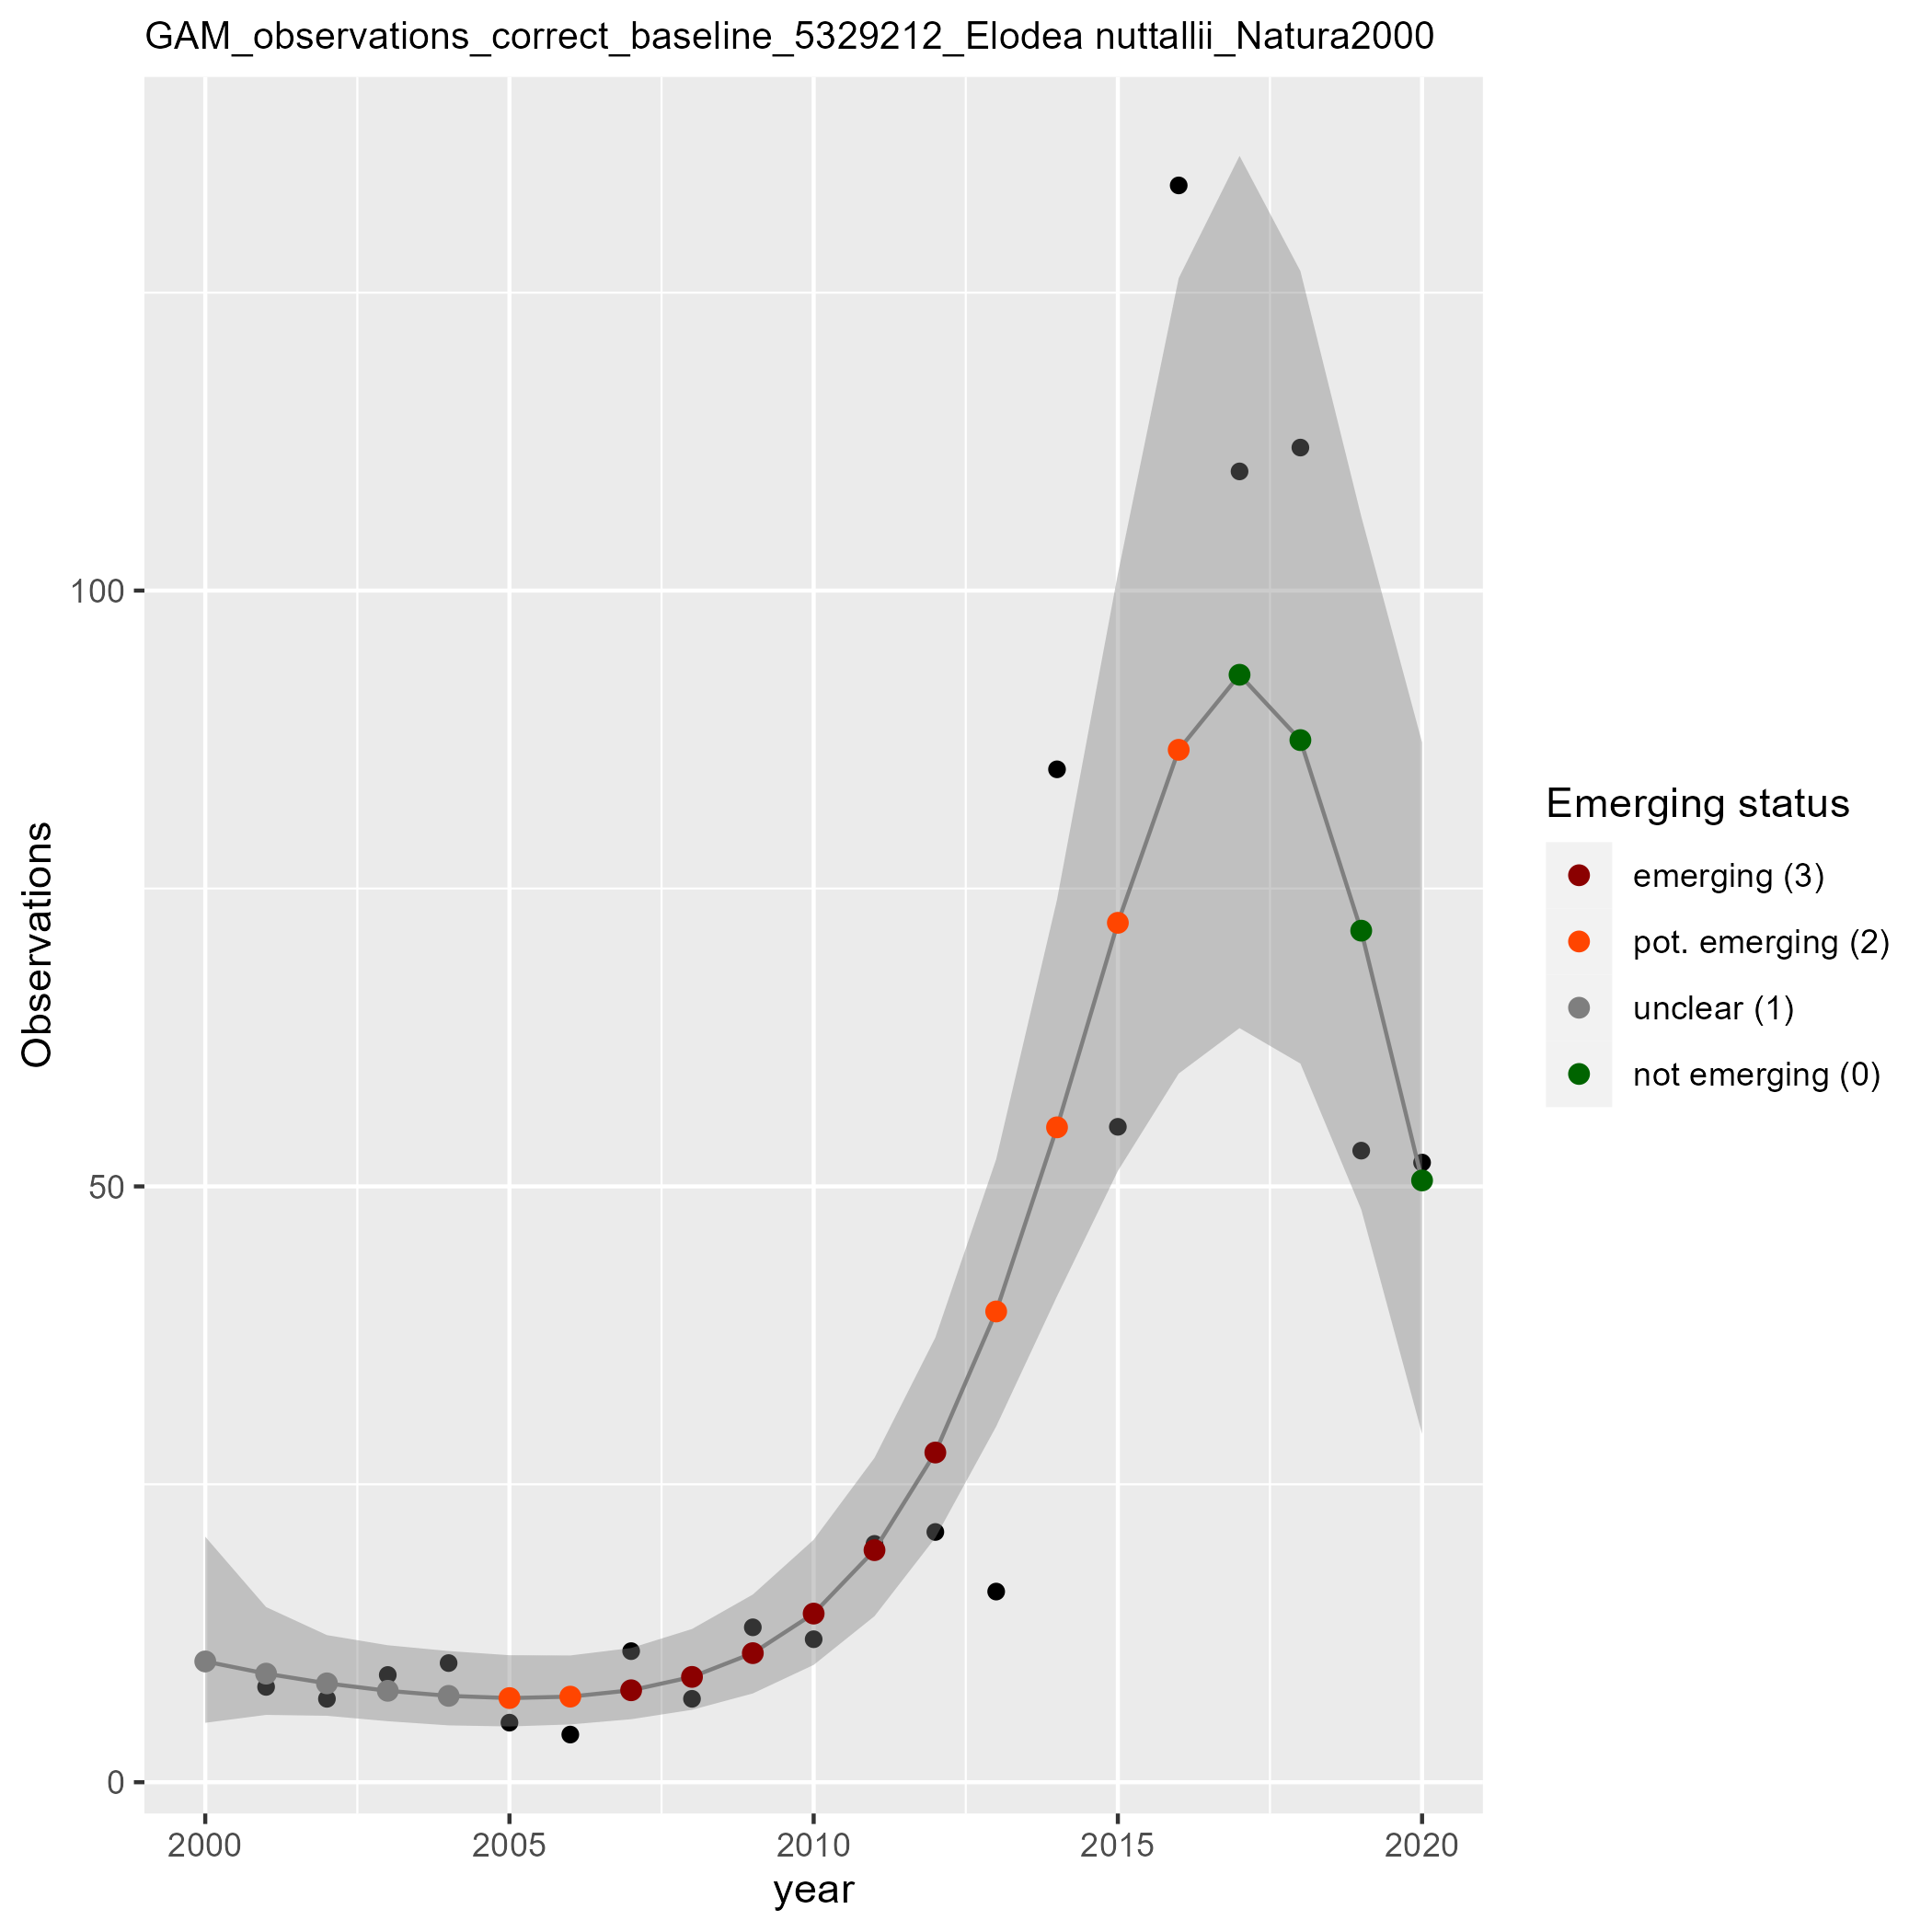 GAM_observations_correct_baseline_5329212_Elodea nuttallii_Natura2000
Observations
100
50
0
2000
2005
2010
2015
2020
year
Emerging status
emerging (3)
pot. emerging (2)
unclear (1)
not emerging (0)